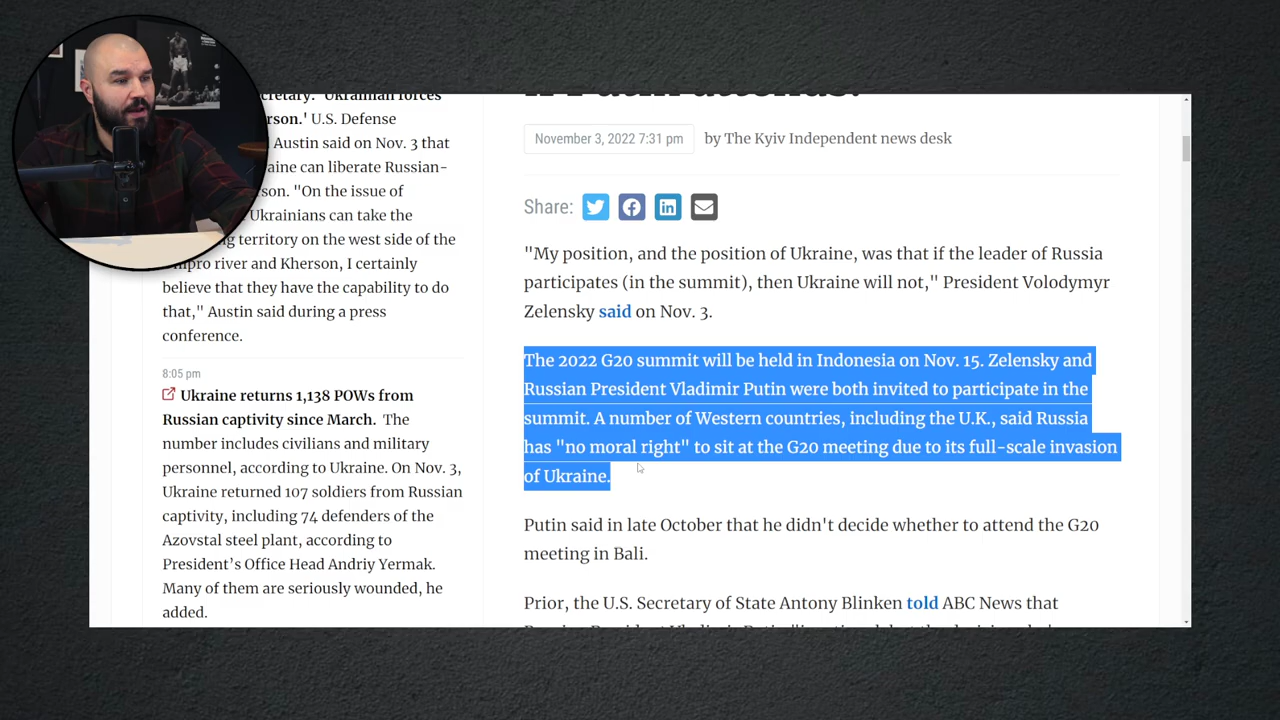 cretary: 'Ukrainian forces
rson.' U.S. Defense
Austin said on Nov. 3 that
aine can liberate Russian-
son. "On the issue of
Ukrainians can take the
g territory on the west side of the
nipro river and Kherson, I certainly
believe that they have the capability to do
that," Austin said during a press
conference.
8:05 pm
Ukraine returns 1,138 POWs from
Russian captivity since March. The
number includes civilians and military
personnel, according to Ukraine. On Nov. 3,
Ukraine returned 107 soldiers from Russian
captivity, including 74 defenders of the
Azovstal steel plant, according to
President's Office Head Andriy Yermak.
Many of them are seriously wounded, he
added.
November 3, 2022 7:31 pm
by The Kyiv Independent news desk
Share:
"My position, and the position of Ukraine, was that if the leader of Russia
participates (in the summit), then Ukraine will not," President Volodymyr
Zelensky said on Nov. 3.
The 2022 G20 summit will be held in Indonesia on Nov. 15. Zelensky and
Russian President Vladimir Putin were both invited to participate in the
summit. A number of Western countries, including the U.K., said Russia
has "no moral right" to sit at the G20 meeting due to its full-scale invasion
of Ukraine.
Putin said in late October that he didn't decide whether to attend the G20
meeting in Bali.
Prior, the U.S. Secretary of State Antony Blinken told ABC News that